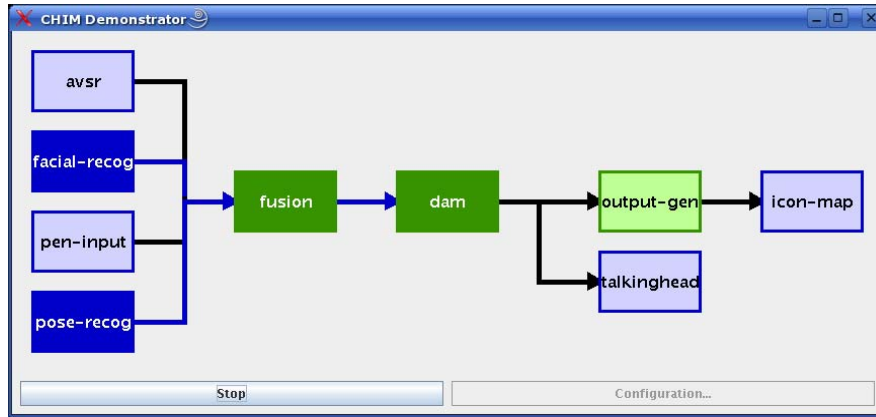 CHIM Demonstrator
avsr
facial-recog
pen-input
pose-recog
fusion
dam
output-gen
talkinghead
icon-map
Stop
Configuration...